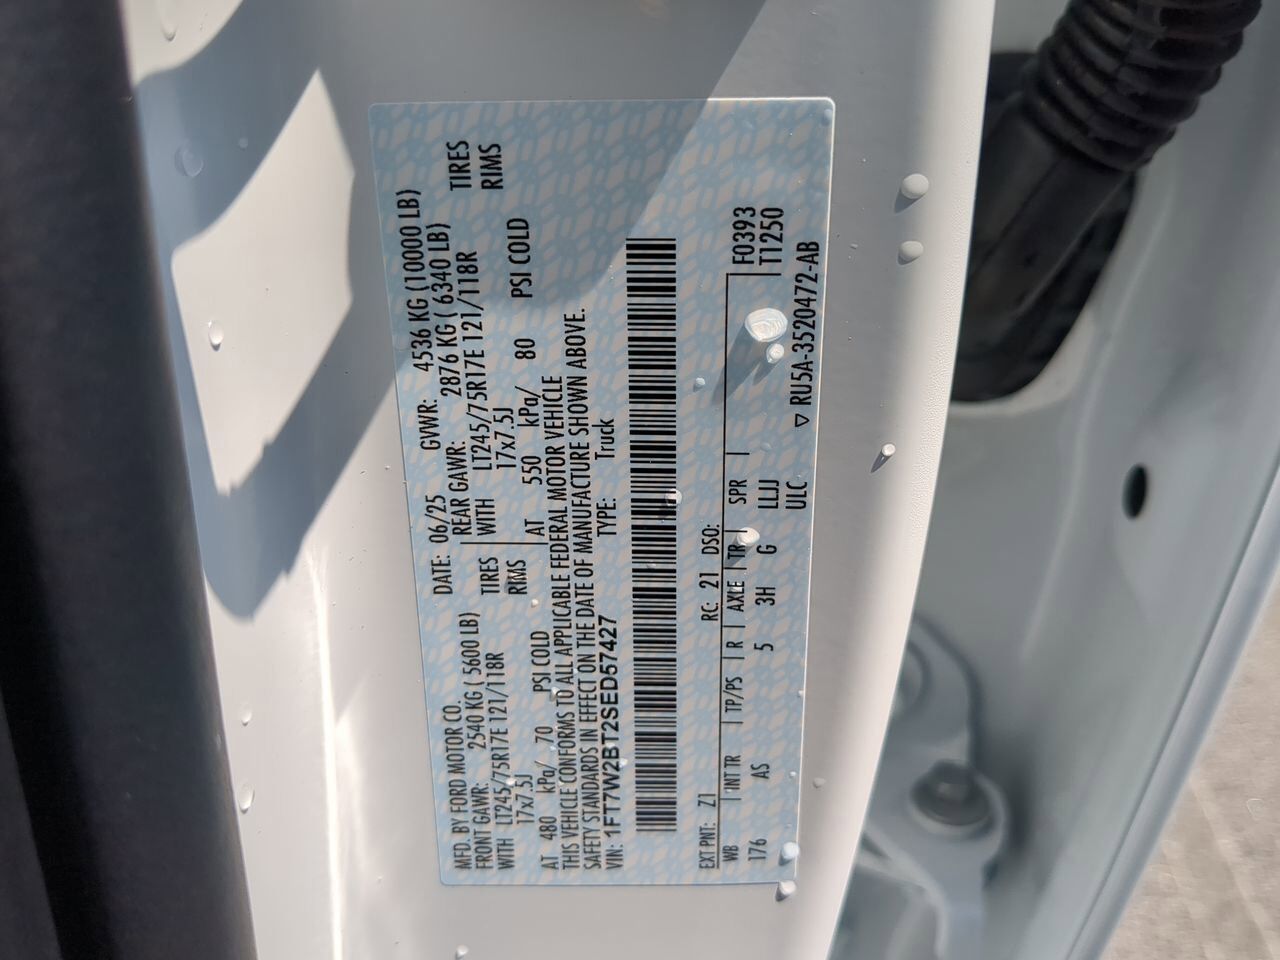 MFD. BY FORD MOTOR CO.
DATE: 06/25 GVWR: 4536 KG (10000 LB)
FRONT GAWR: 2540 KG ( 5600 LB) REAR GAWR: 2876 KG ( 6340 LB)
WITH LT245/75R17E 121/118R TIRES WITH LT245/75R17E 121/118R TIRES
17x7.5J RIMS 17x7.5J RIMS
AT 480 kPa/ 70 PSI COLD AT 550 kPa/ 80 PSI COLD
THIS VEHICLE CONFORMS TO ALL APPLICABLE FEDERAL MOTOR VEHICLE
SAFETY STANDARDS IN EFFECT ON THE DATE OF MANUFACTURE SHOWN ABOVE.
VIN: 1FT7W2BT2SED57427 TYPE: Truck
EXT PNT: Z1 RC: 21 DSO: F0393
WB INT TR TP/PS R AXLE TR SPR T1250
176 AS 5 3H G LLJ
ULC ▽ RU5A-3520472-AB